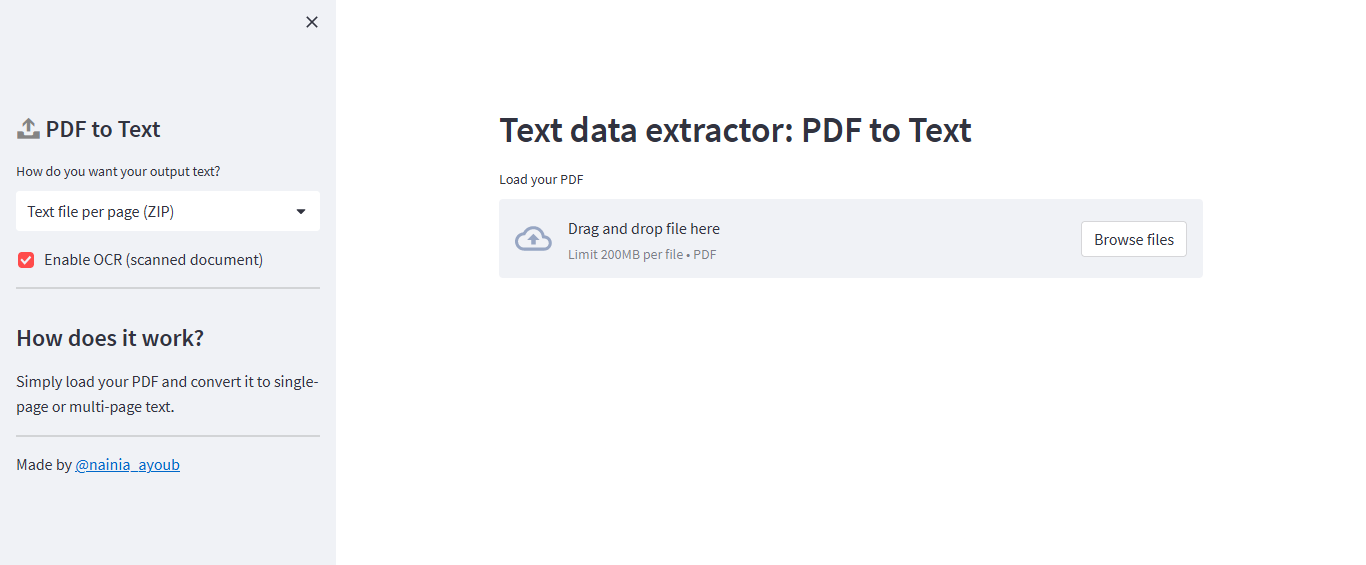 PDF to Text
How do you want your output text?
Text file per page (ZIP)
Enable OCR (scanned document)
How does it work?
Simply load your PDF and convert it to single-
page or multi-page text.
Made by @nainia_ayoub
Text data extractor: PDF to Text
Load your PDF
Drag and drop file here
Limit 200MB per file • PDF
Browse files